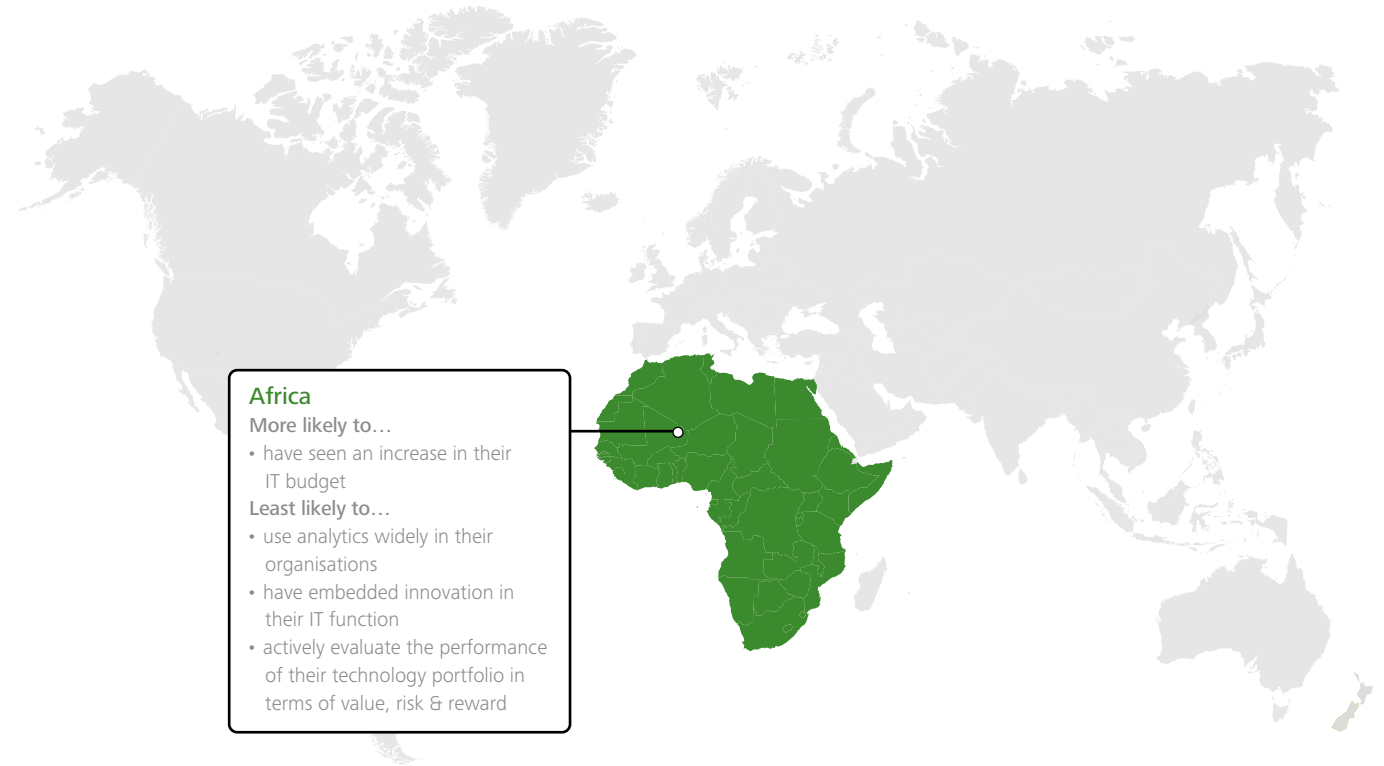 Africa
More likely to…
• have seen an increase in their
IT budget
Least likely to…
• use analytics widely in their
organisations
• have embedded innovation in
their IT function
• actively evaluate the performance
of their technology portfolio in
terms of value, risk & reward